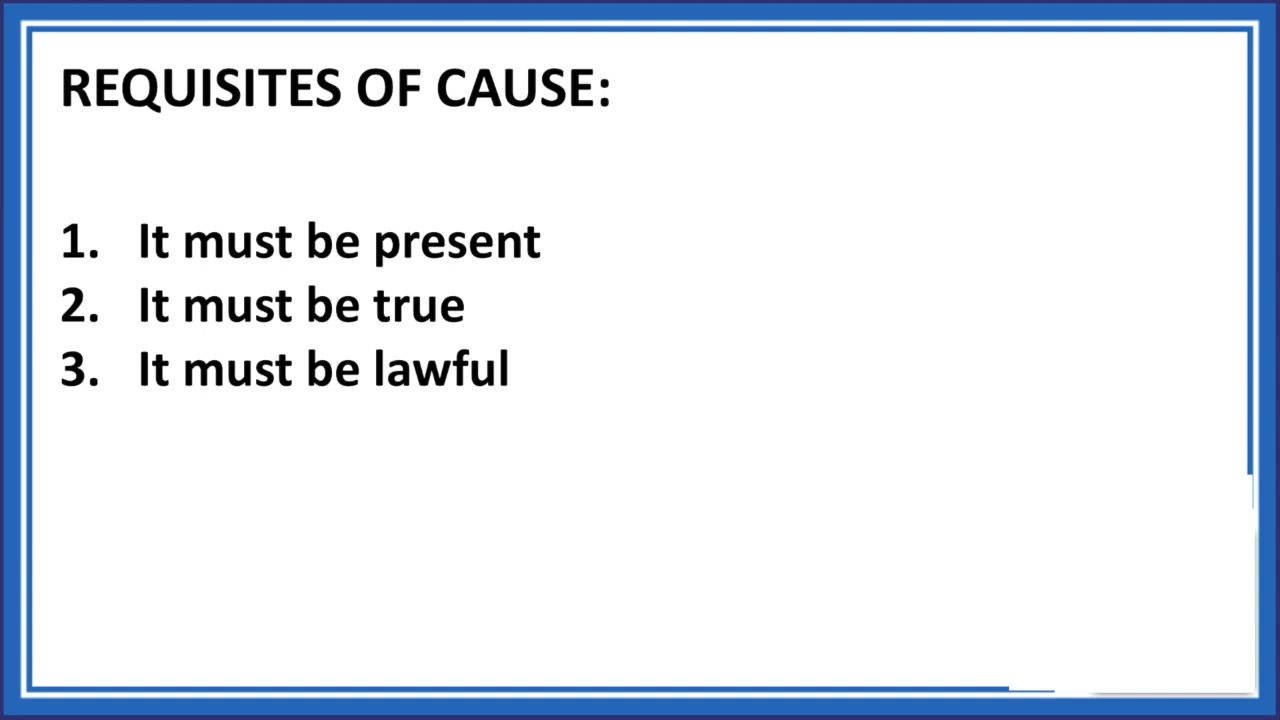 REQUISITES OF CAUSE:
1. It must be present
2. It must be true
3. It must be lawful